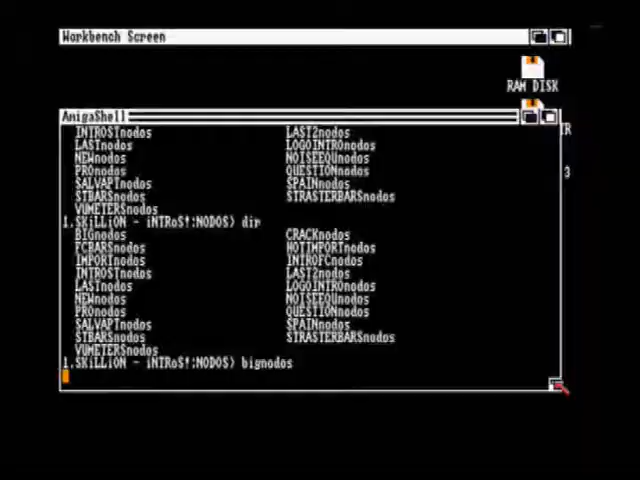 Workbench Screen
RAM DISK
AmigaShell
IR
INTROSTnodos LAST2nodos
LASTnodos LOGOINTROnodos
NEWnodos NOISEEQUnodos
3
PROnodos QUESTIONnodos
SALVAPTnodos SPAINnodos
STBARSnodos STRASTERBARSnodos
VUMETERSnodos
1.SKiLLiON - iNTRoS!:NODOS> dir
BIGnodos CRACKnodos
FCBARSnodos HOTIMPORTnodos
IMPORTnodos INTROFCnodos
INTROSTnodos LAST2nodos
LASTnodos LOGOINTROnodos
NEWnodos NOISEEQUnodos
PROnodos QUESTIONnodos
SALVAPTnodos SPAINnodos
STBARSnodos STRASTERBARSnodos
VUMETERSnodos
1.SKiLLiON - iNTRoS!:NODOS> bignodos